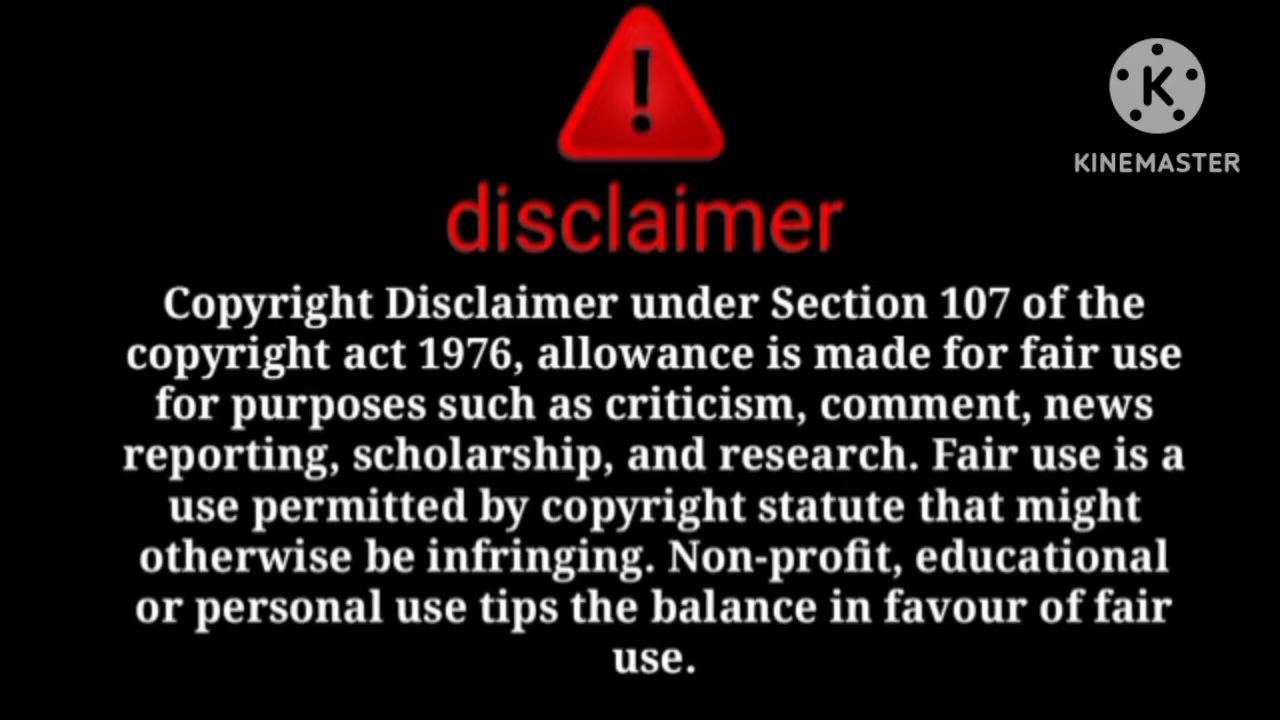 K
KINEMASTER
disclaimer
Copyright Disclaimer under Section 107 of the
copyright act 1976, allowance is made for fair use
for purposes such as criticism, comment, news
reporting, scholarship, and research. Fair use is a
use permitted by copyright statute that might
otherwise be infringing. Non-profit, educational
or personal use tips the balance in favour of fair
use.